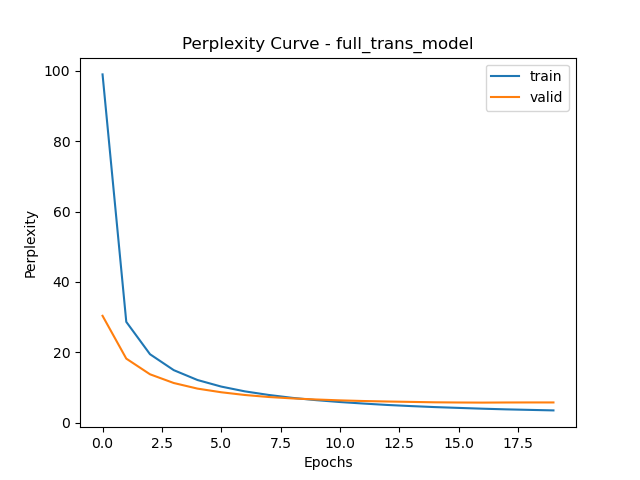 Perplexity Curve - full_trans_model
train
valid
Perplexity
100
80
60
40
20
0
0.0 2.5 5.0 7.5 10.0 12.5 15.0 17.5
Epochs